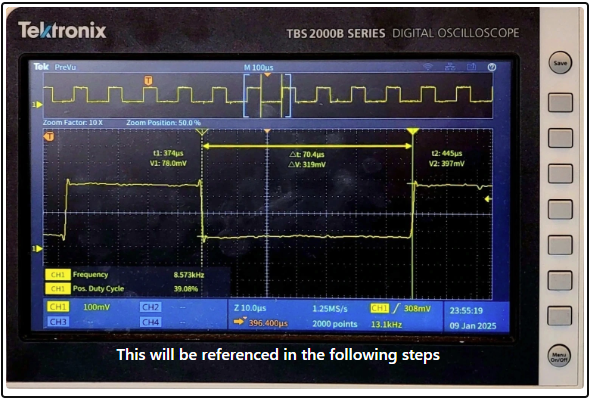 Tektronix
TBS 2000B SERIES DIGITAL OSCILLOSCOPE
Tek PreVu
M 100µs
T
1
Zoom Factor: 10 X Zoom Position: 50.0 %
T
t1: 374µs
V1: 78.0mV
Δt: 70.4µs
ΔV: 319mV
t2: 445µs
V2: 397mV
1
CH1 Frequency 8.573kHz
CH1 Pos. Duty Cycle 39.08%
CH1 100mV CH2
CH3 CH4
Z 10.0µs 1.25MS/s CH1 308mV
396.400µs 2000 points 13.1kHz
23:55:19
09 Jan 2025
Save
Menu
On/Off
This will be referenced in the following steps